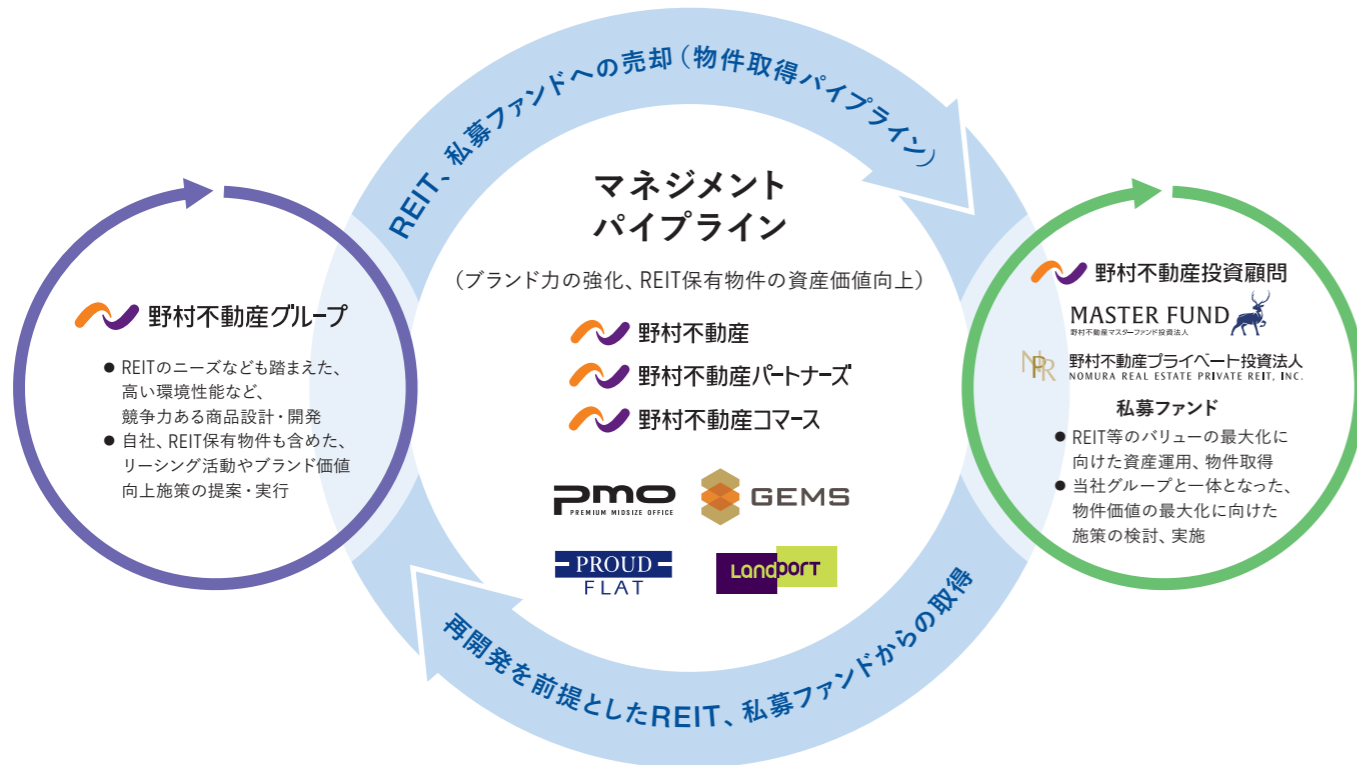 REIT、私募ファンドへの売却（物件取得パイプライン）
マネジメント
パイプライン
（ブランド力の強化、REIT保有物件の資産価値向上）
野村不動産
野村不動産パートナーズ
野村不動産コマース
pmo
PREMIUM MIDSIZE OFFICE
GEMS
PROUD
FLAT
Landport
野村不動産グループ
● REITのニーズなども踏まえた、
高い環境性能など、
競争力ある商品設計・開発
● 自社、REIT保有物件も含めた、
リーシング活動やブランド価値
向上施策の提案・実行
野村不動産投資顧問
MASTER FUND
野村不動産マスターファンド投資法人
NPR
野村不動産プライベート投資法人
NOMURA REAL ESTATE PRIVATE REIT, INC.
私募ファンド
● REIT等のバリューの最大化に
向けた資産運用、物件取得
● 当社グループと一体となった、
物件価値の最大化に向けた
施策の検討、実施
再開発を前提としたREIT、私募ファンドからの取得